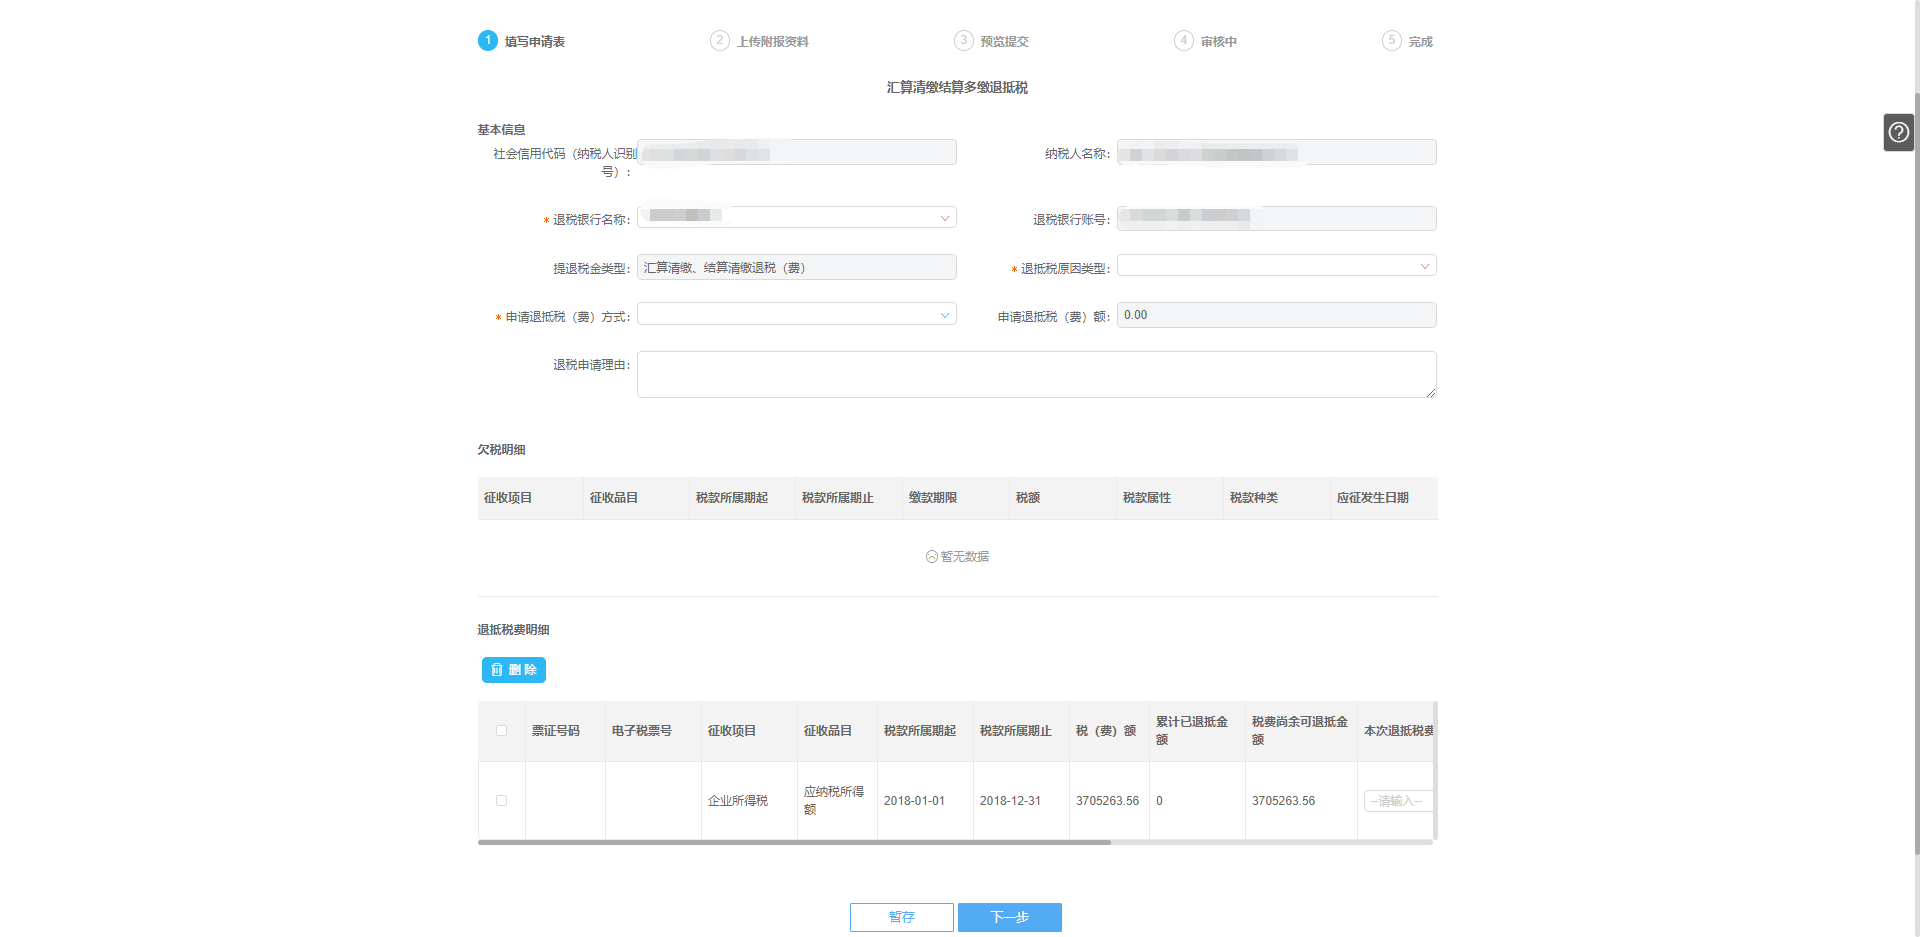 1 填写申请表
2 上传附报资料
3 预览提交
4 审核中
5 完成
汇算清缴结算多缴退抵税
基本信息
社会信用代码（纳税人识别
号）:
纳税人名称:
* 退税银行名称:
退税银行账号:
提退税金类型: 汇算清缴、结算清缴退税（费）
* 退抵税原因类型:
* 申请退抵税（费）方式:
申请退抵税（费）额: 0.00
退税申请理由:
欠税明细
征收项目 征收品目 税款所属期起 税款所属期止 缴款期限 税额 税款属性 税款种类 应征发生日期
暂无数据
退抵税费明细
删 除
票证号码 电子税票号 征收项目 征收品目 税款所属期起 税款所属期止 税（费）额 累计已退抵金
额 税费尚余可退抵金
额 本次退抵税费
企业所得税 应纳税所得
额 2018-01-01 2018-12-31 3705263.56 0 3705263.56 --请输入--
暂存
下一步